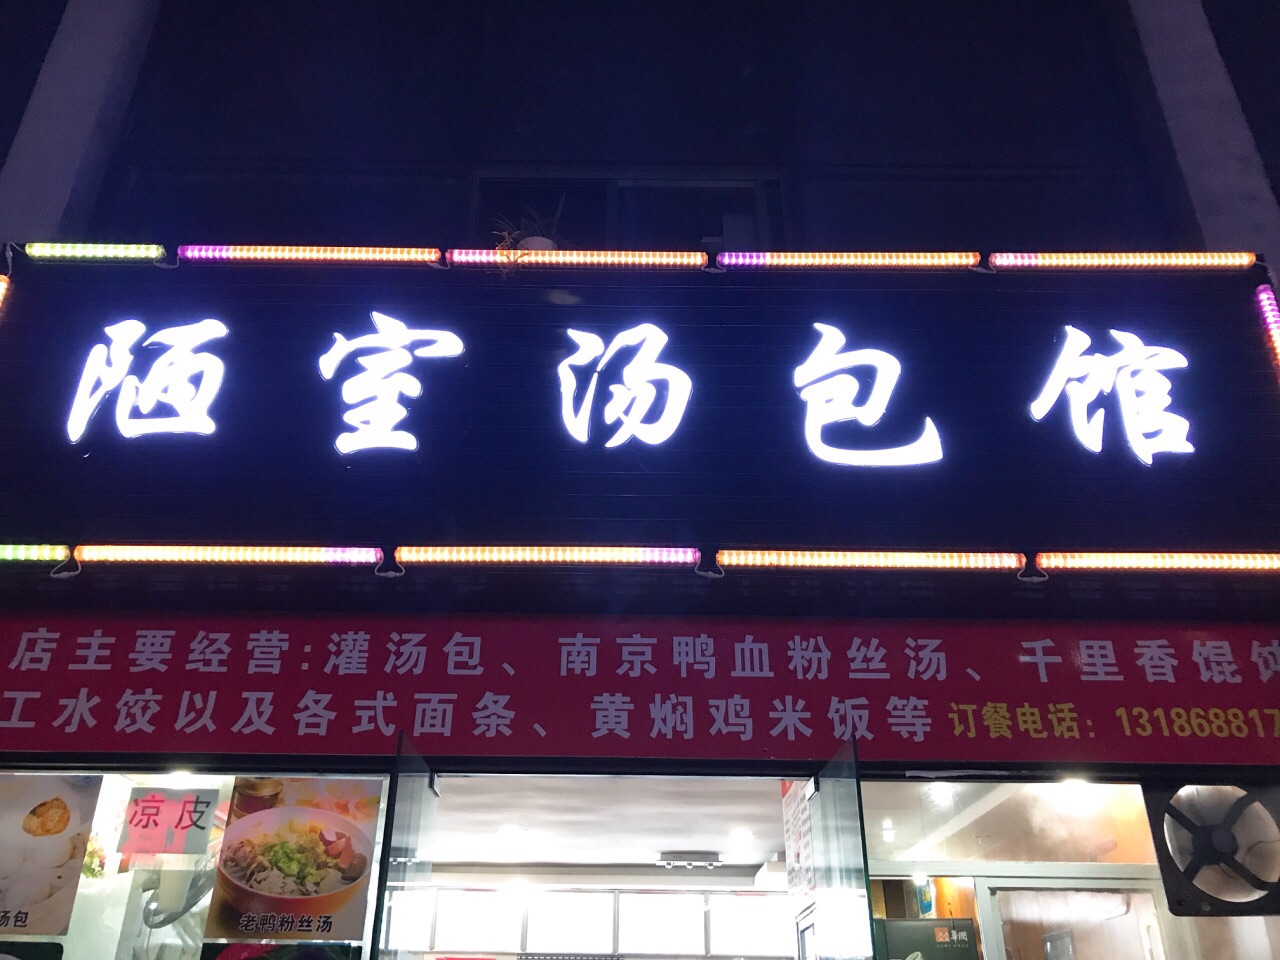 陋室汤包馆
店主要经营:灌汤包、南京鸭血粉丝汤、千里香馄饨
工水饺以及各式面条、黄焖鸡米饭等 订餐电话: 131868817
凉皮
汤包
老鸭粉丝汤